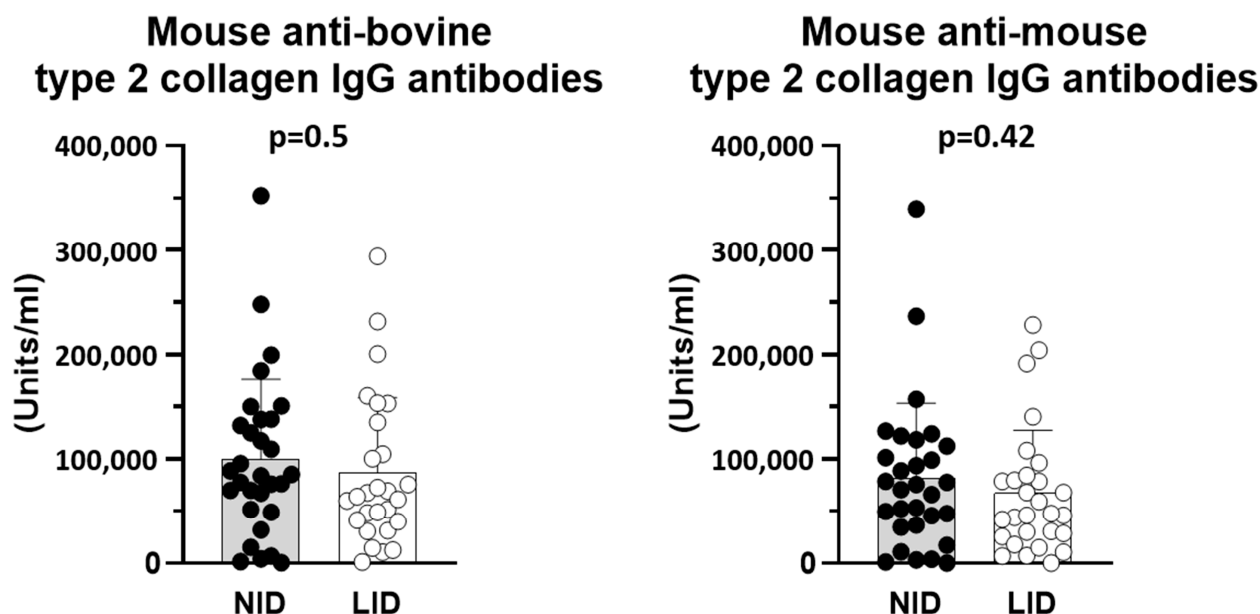 Mouse anti-bovine
type 2 collagen IgG antibodies
p=0.5
400,000
300,000
200,000
100,000
0
(Units/ml)
NID
LID
Mouse anti-mouse
type 2 collagen IgG antibodies
p=0.42
400,000
300,000
200,000
100,000
0
(Units/ml)
NID
LID